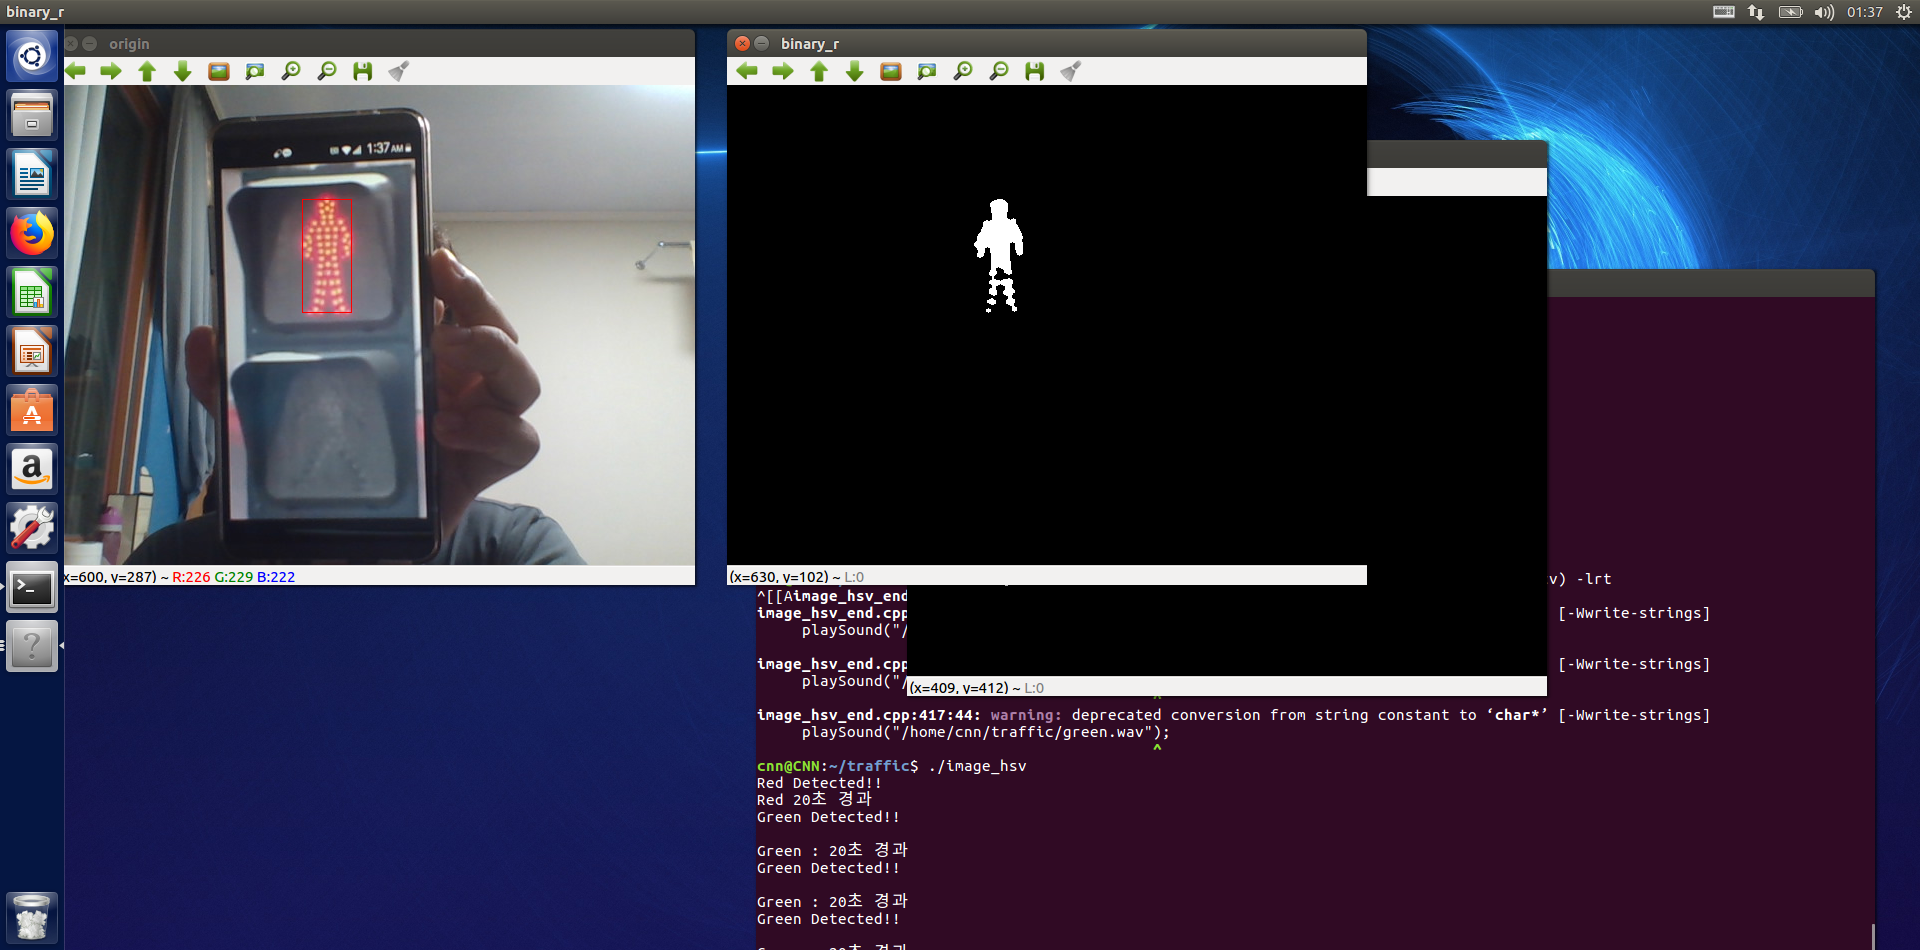 binary_r
01:37
origin
1:37AM
x=600, y=287) ~ R:226 G:229 B:222
binary_r
(x=630, y=102) ~ L:0
(x=409, y=412) ~ L:0
v) -lrt
^[[Aimage_hsv_end
image_hsv_end.cpp [-Wwrite-strings]
playSound("/
image_hsv_end.cpp [-Wwrite-strings]
playSound("/
^
image_hsv_end.cpp:417:44: warning: deprecated conversion from string constant to ‘char*’ [-Wwrite-strings]
playSound("/home/cnn/traffic/green.wav");
^
cnn@CNN:~/traffic$ ./image_hsv
Red Detected!!
Red 20초 경과
Green Detected!!
Green : 20초 경과
Green Detected!!
Green : 20초 경과
Green Detected!!